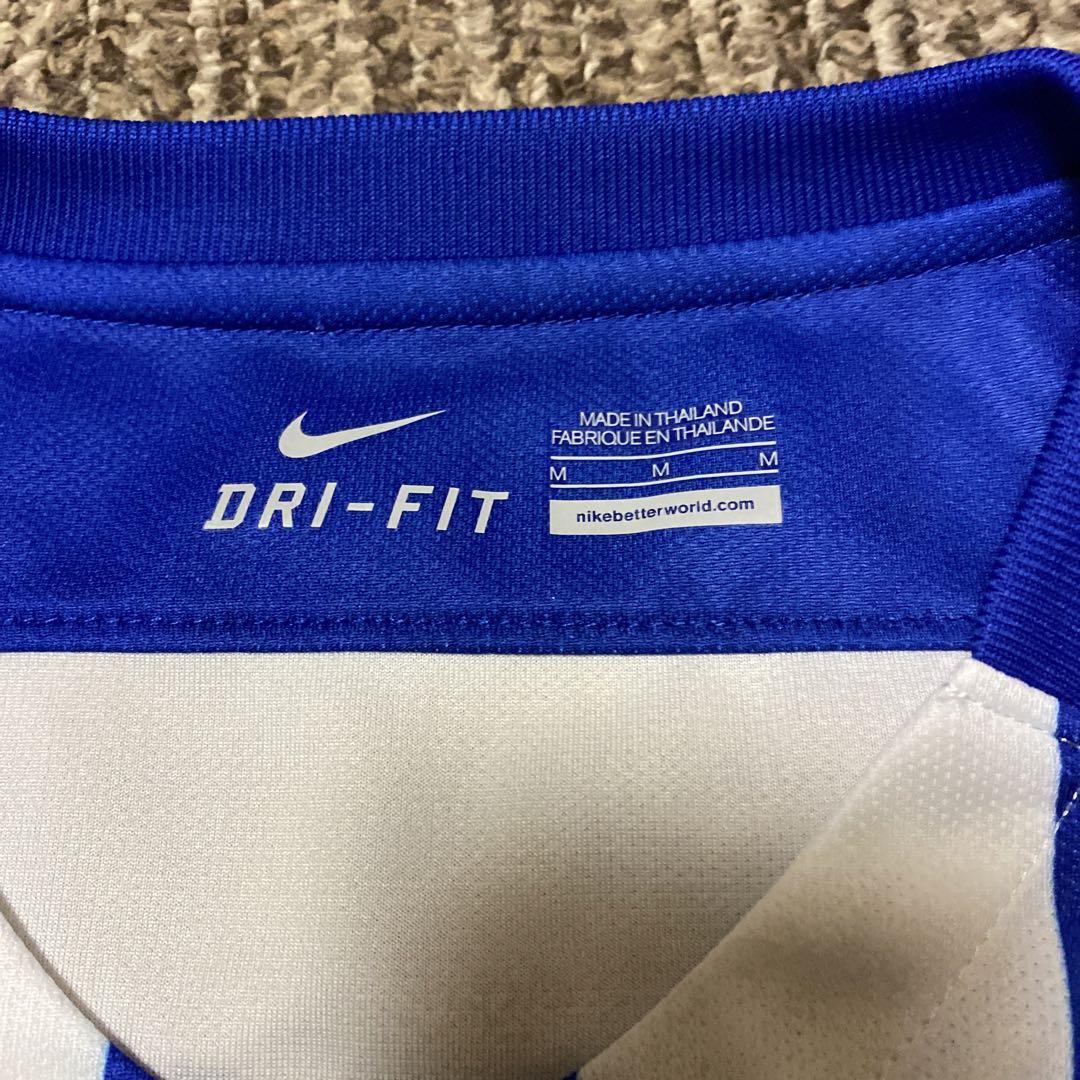 DRI-FIT
MADE IN THAILAND
FABRIQUE EN THAILANDE
M M M
nikebetterworld.com